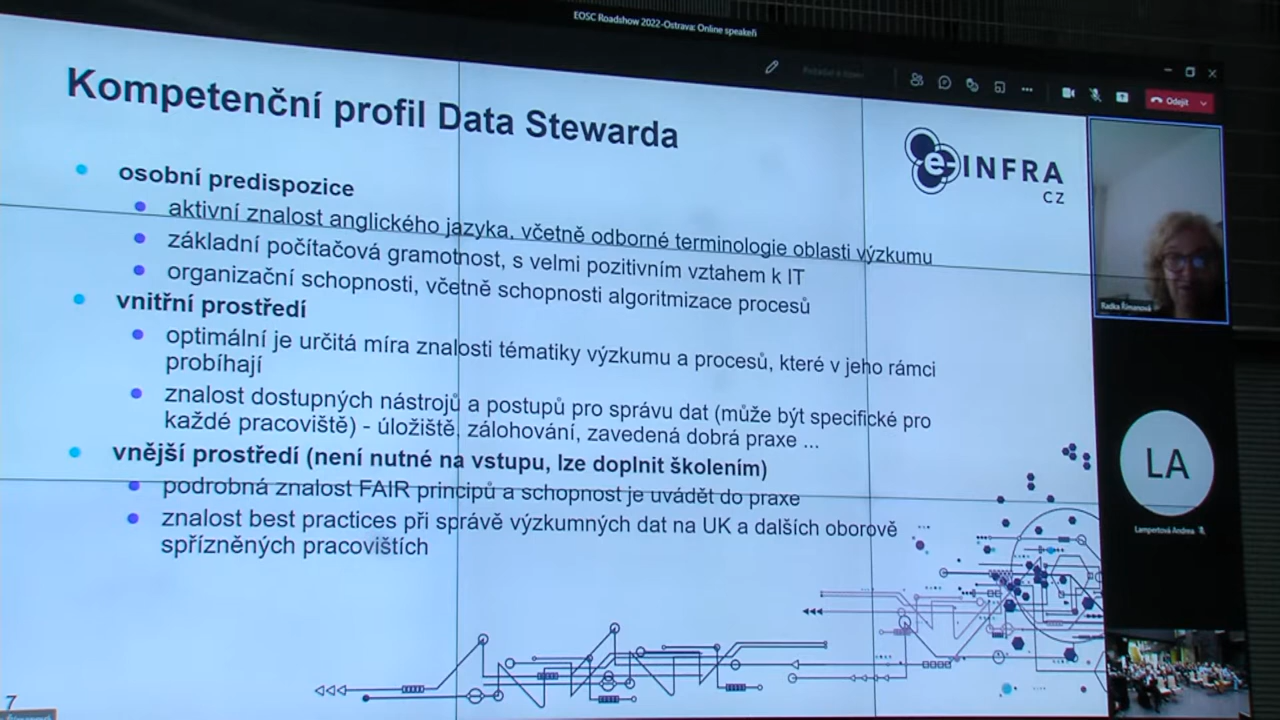 EOSC Roadshow 2022-Ostrava: Online speakeři
Odejít
Kompetenční profil Data Stewarda
e-INFRA
CZ
osobní predispozice
aktivní znalost anglického jazyka, včetně odborné terminologie oblasti výzkumu
základní počítačová gramotnost, s velmi pozitivním vztahem k IT
organizační schopnosti, včetně schopnosti algoritmizace procesů
vnitřní prostředí
optimální je určitá míra znalosti tématiky výzkumu a procesů, které v jeho rámci
probíhají
znalost dostupných nástrojů a postupů pro správu dat (může být specifické pro
každé pracoviště) - úložiště, zálohování, zavedená dobrá praxe ...
vnější prostředí (není nutné na vstupu, lze doplnit školením)
podrobná znalost FAIR principů a schopnost je uvádět do praxe
znalost best practices při správě výzkumných dat na UK a dalších oborově
spřízněných pracovištích
7
Radka Římanová
LA
Lampertová Andrea